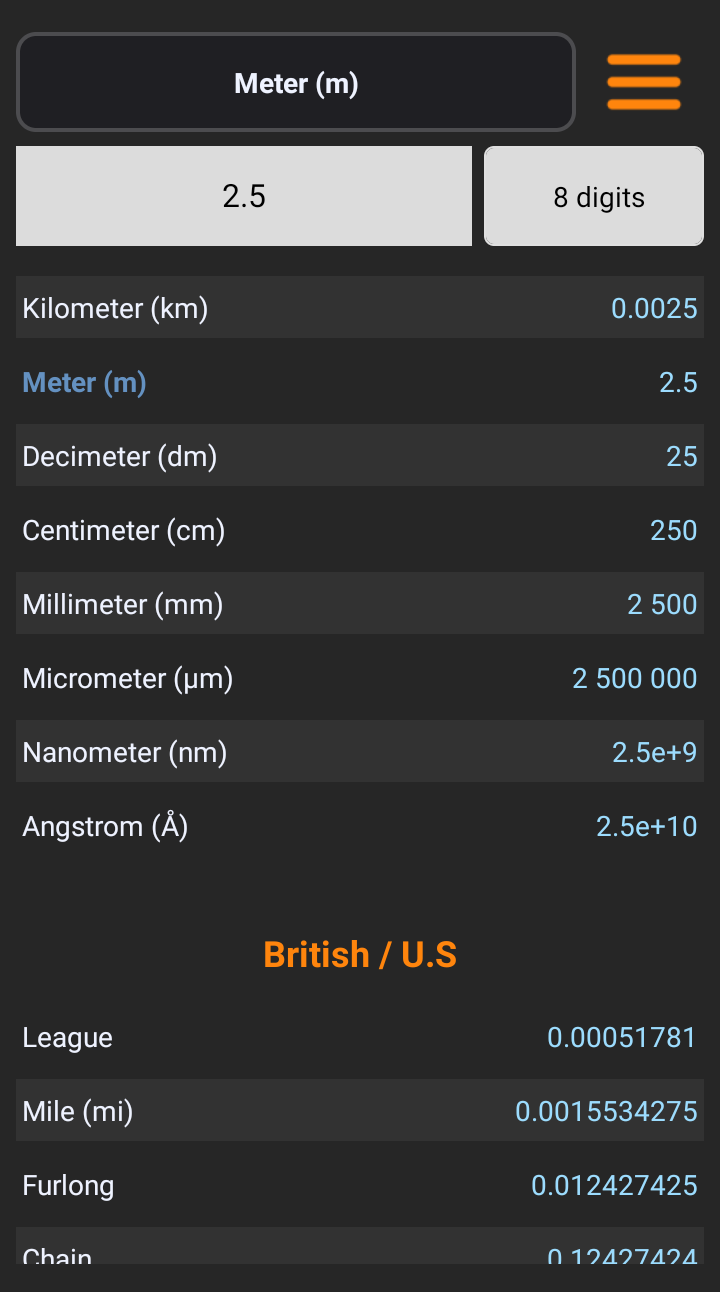 Meter (m)
2.5 8 digits
Kilometer (km) 0.0025
Meter (m) 2.5
Decimeter (dm) 25
Centimeter (cm) 250
Millimeter (mm) 2 500
Micrometer (µm) 2 500 000
Nanometer (nm) 2.5e+9
Angstrom (Å) 2.5e+10
British / U.S
League 0.00051781
Mile (mi) 0.0015534275
Furlong 0.012427425
Chain 0.12427424